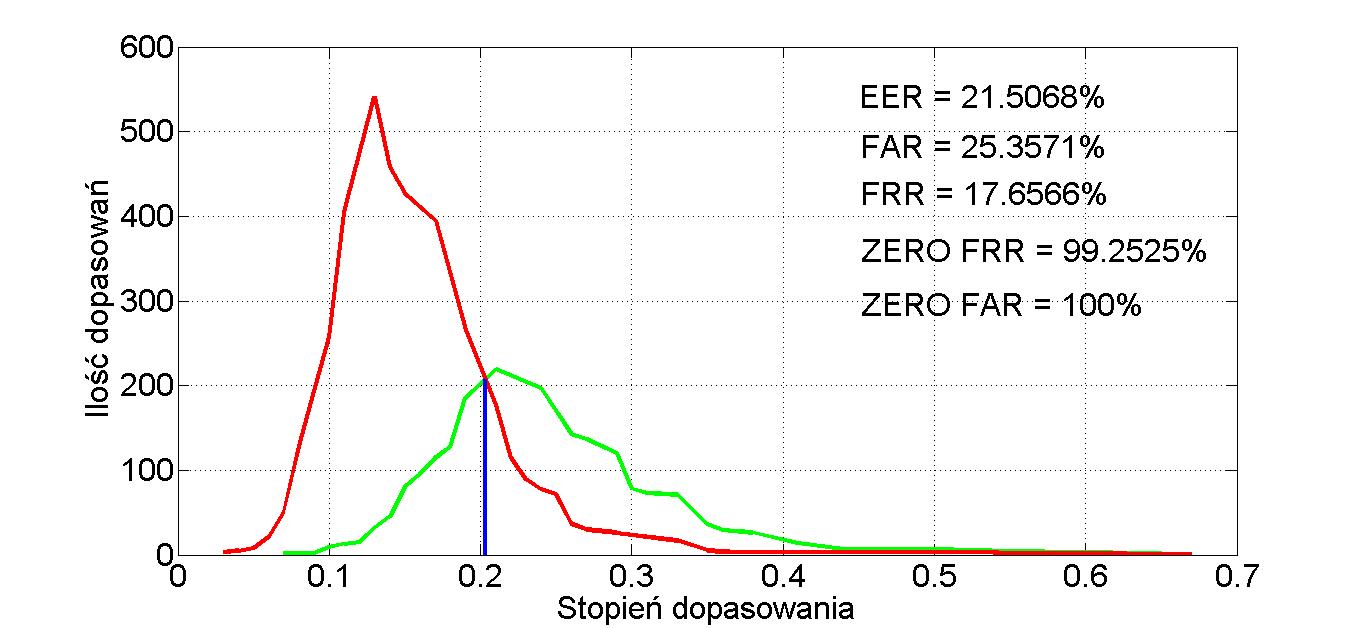 600
500
400
300
200
100
0
Ilość dopasowań
EER = 21.5068%
FAR = 25.3571%
FRR = 17.6566%
ZERO FRR = 99.2525%
ZERO FAR = 100%
0 0.1 0.2 0.3 0.4 0.5 0.6 0.7
Stopień dopasowania